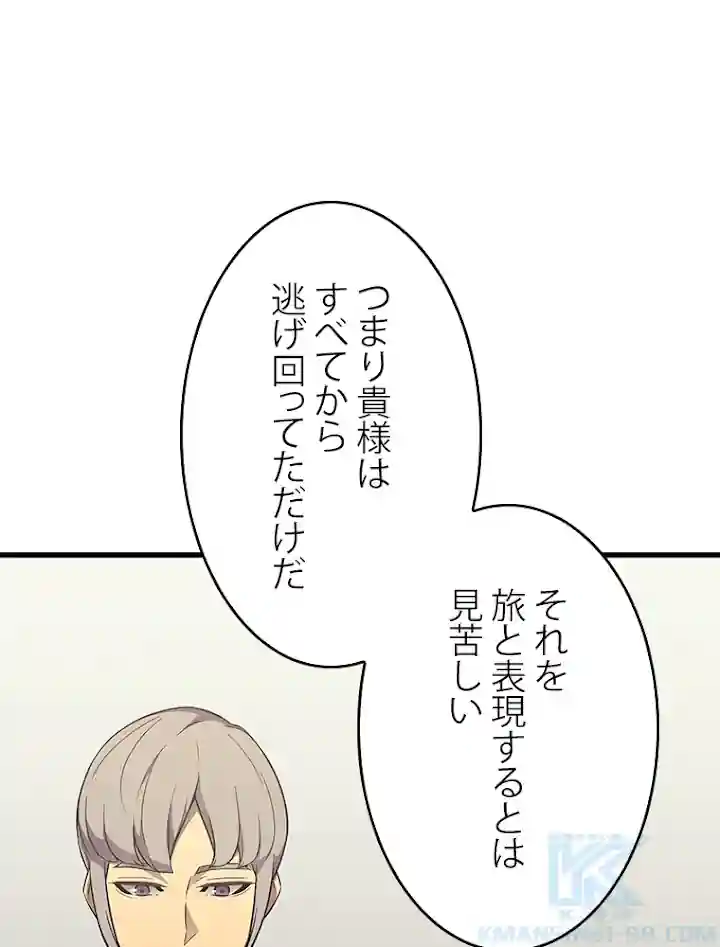 つまり貴様は
すべてから
逃げ回ってただけだ
それを
旅と表現するとは
見苦しい